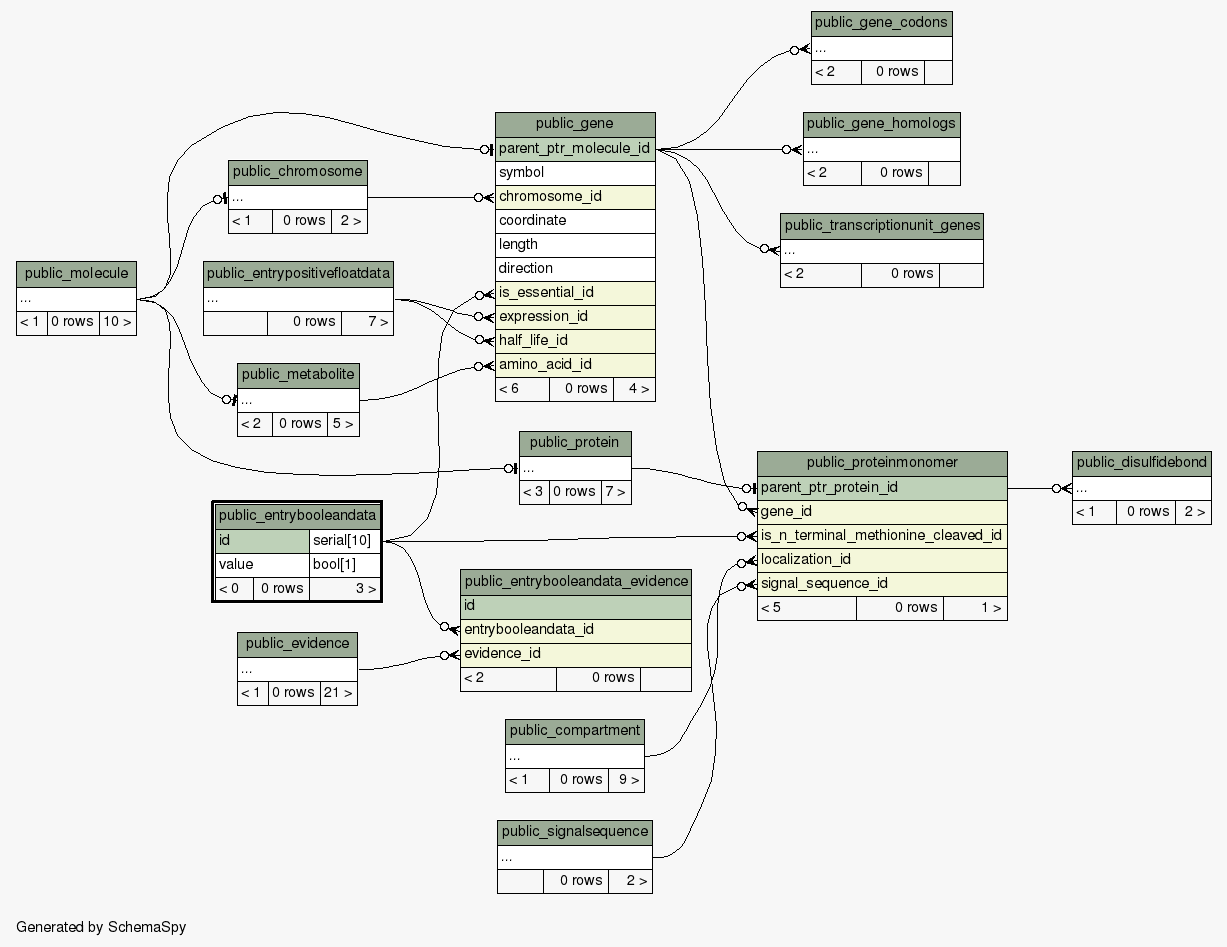 public_gene_codons
...
< 2 0 rows
public_gene
parent_ptr_molecule_id
symbol
chromosome_id
coordinate
length
direction
is_essential_id
expression_id
half_life_id
amino_acid_id
< 6 0 rows 4 >
public_gene_homologs
...
< 2 0 rows
public_chromosome
...
< 1 0 rows 2 >
public_transcriptionunit_genes
...
< 2 0 rows
public_molecule
...
< 1 0 rows 10 >
public_entrypositivefloatdata
...
0 rows 7 >
public_metabolite
...
< 2 0 rows 5 >
public_protein
...
< 3 0 rows 7 >
public_proteinmonomer
parent_ptr_protein_id
gene_id
is_n_terminal_methionine_cleaved_id
localization_id
signal_sequence_id
< 5 0 rows 1 >
public_disulfidebond
...
< 1 0 rows 2 >
public_entrybooleandata
id serial[10]
value bool[1]
< 0 0 rows 3 >
public_entrybooleandata_evidence
id
entrybooleandata_id
evidence_id
< 2 0 rows
public_evidence
...
< 1 0 rows 21 >
public_compartment
...
< 1 0 rows 9 >
public_signalsequence
...
0 rows 2 >
Generated by SchemaSpy